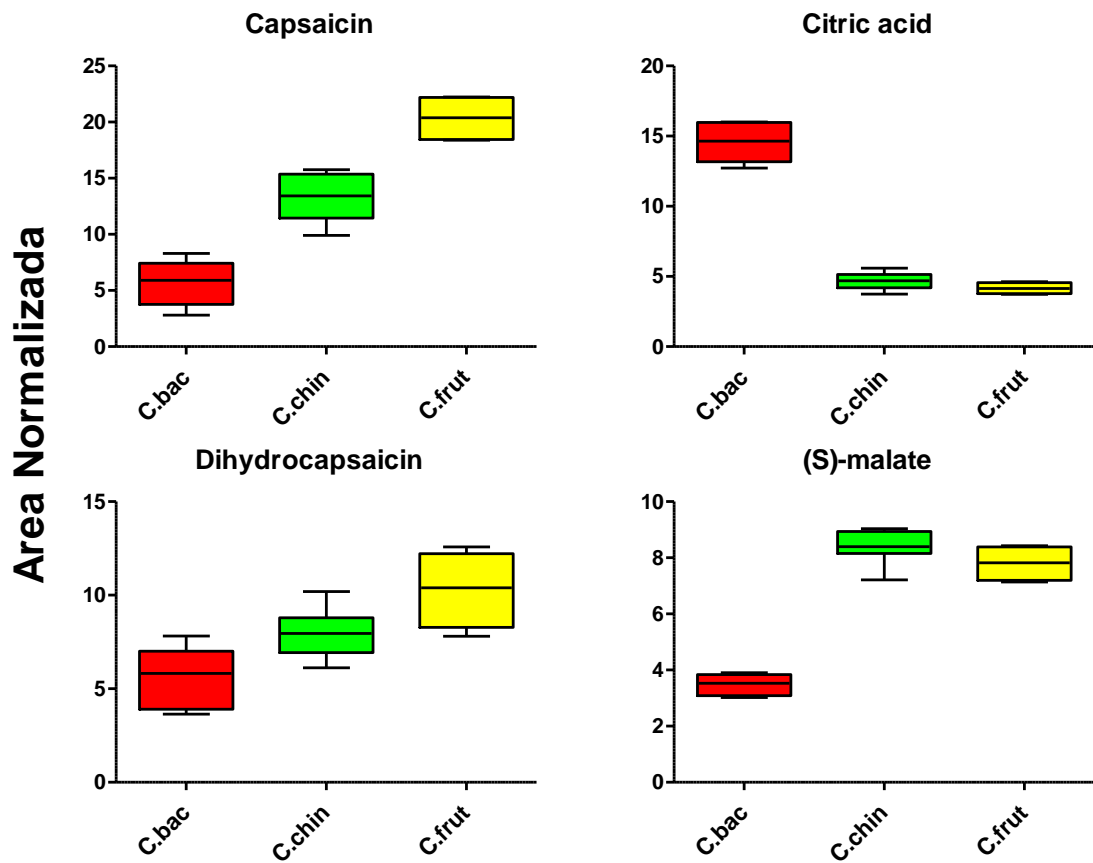 Area Normalizada
Capsaicin
25
20
15
10
5
0
C.bac
C.chin
C.frut
Citric acid
20
15
10
5
0
C.bac
C.chin
C.frut
Dihydrocapsaicin
15
10
5
0
C.bac
C.chin
C.frut
(S)-malate
10
8
6
4
2
0
C.bac
C.chin
C.frut